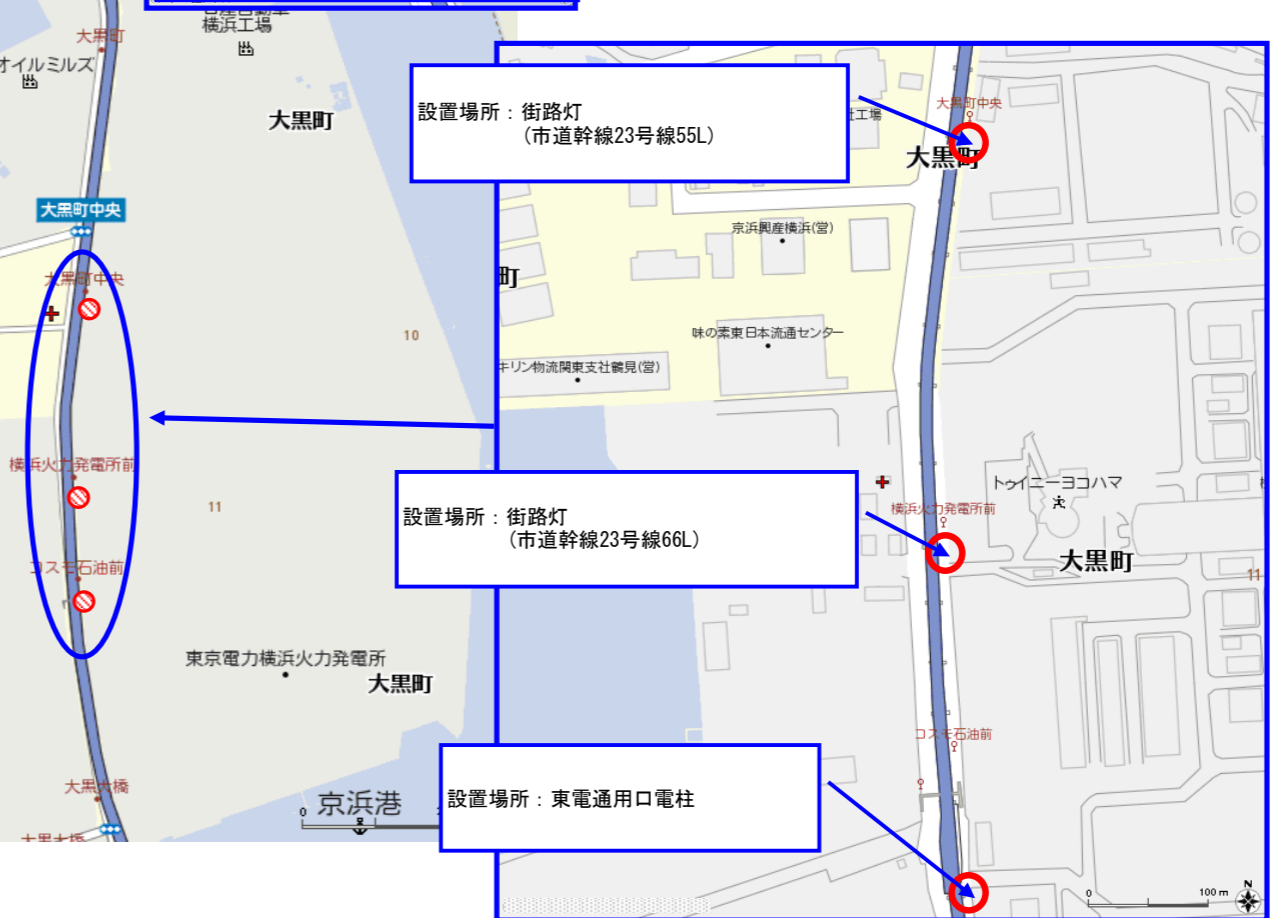 横浜工場
大黒町
オイルミルズ
大黒町
大黒町中央
大黒町中央
10
横浜火力発電所前
11
コスモ石油前
東京電力横浜火力発電所
大黒町
大黒大橋
京浜港
0
大黒大橋
設置場所：街路灯
(市道幹線23号線55L)
社工場
大黒町中央
大黒町
京浜興産横浜(営)
町
味の素東日本流通センター
キリン物流関東支社鶴見(営)
設置場所：街路灯
(市道幹線23号線66L)
トゥイニーヨコハマ
横浜火力発電所前
大黒町
11
コスモ石油前
設置場所：東電通用口電柱
0
100 m
N